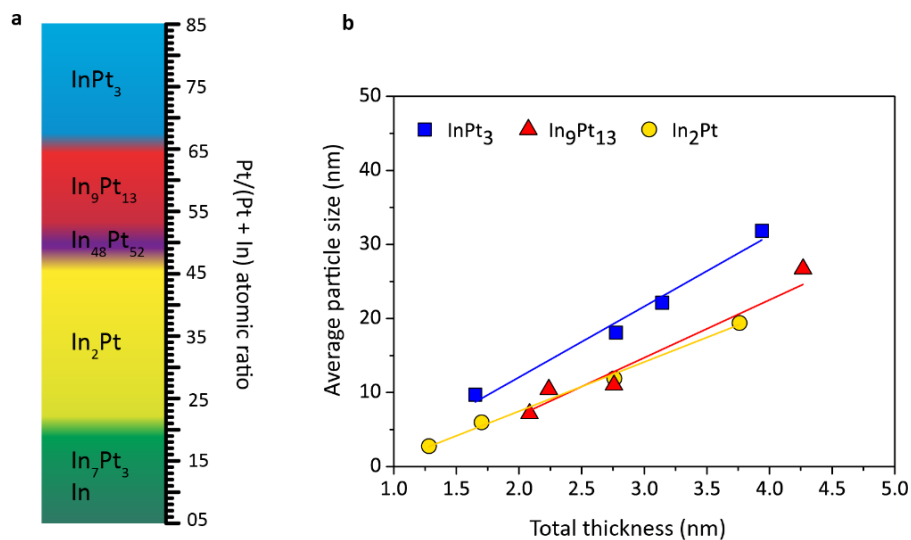 a
InPt₃
In₉Pt₁₃
In₄₈Pt₅₂
In₂Pt
In₇Pt₃
In
85
75
65
55
45
35
25
15
05
Pt/(Pt + In) atomic ratio
b
InPt₃ In₉Pt₁₃ In₂Pt
50
40
30
20
10
0
Average particle size (nm)
1.0 1.5 2.0 2.5 3.0 3.5 4.0 4.5 5.0
Total thickness (nm)